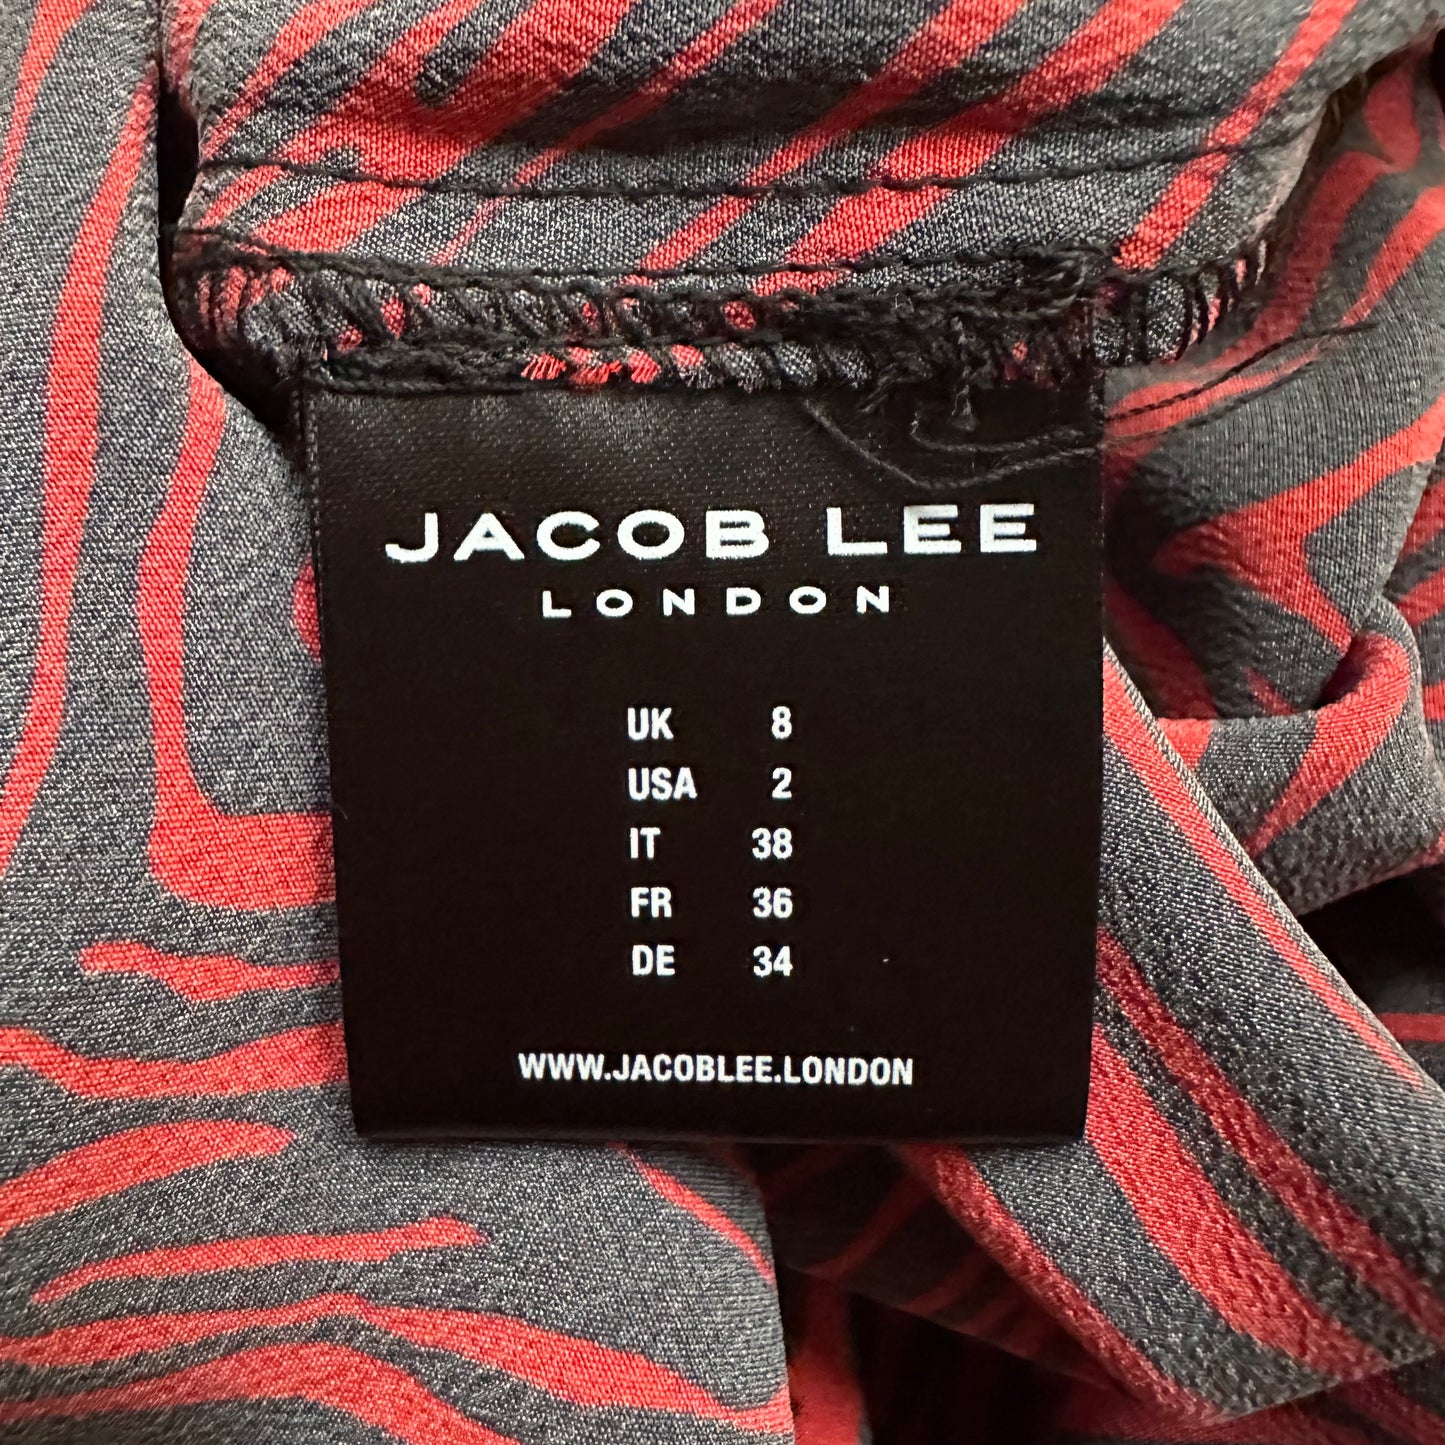 JACOB LEE
LONDON
UK 8
USA 2
IT 38
FR 36
DE 34
WWW.JACOBLEE.LONDON